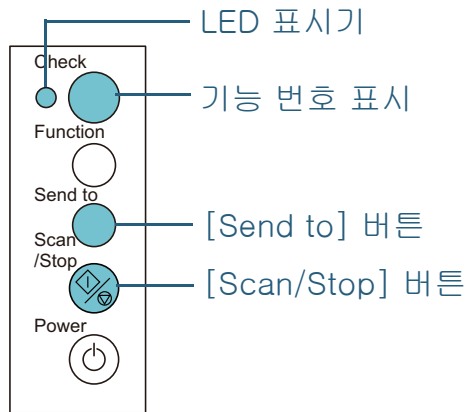 LED 표시기
Check
기능 번호 표시
Function
Send to
[Send to] 버튼
Scan
/Stop
[Scan/Stop] 버튼
Power